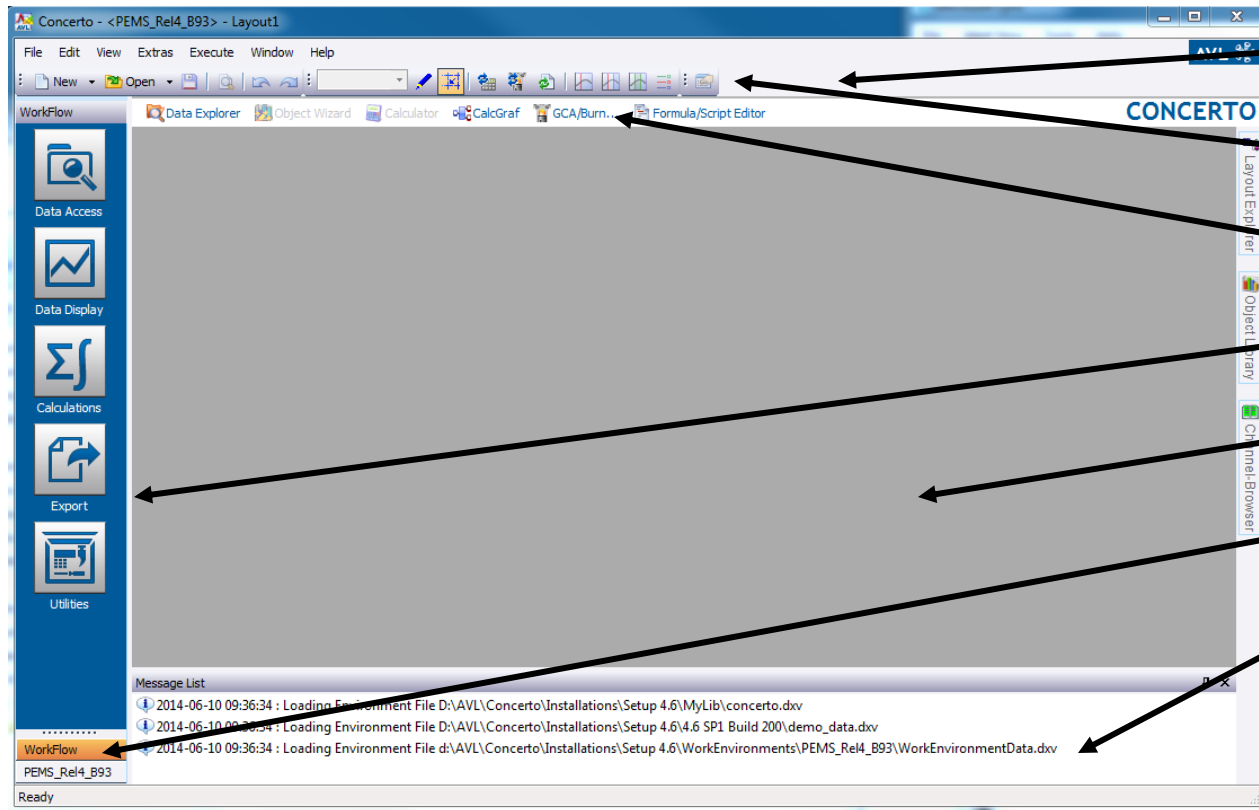 Concerto - <PEMS_Rel4_B93> - Layout1
File Edit View Extras Execute Window Help
New Open
WorkFlow
Data Explorer Object Wizard Calculator CalcGraf GCA/Burn... Formula/Script Editor
CONCERTO
Data Access
Data Display
Calculations
Export
Utilities
Layout Explorer
Object Library
Channel-Browser
Message List
2014-06-10 09:36:34 : Loading Environment File D:\AVL\Concerto\Installations\Setup 4.6\MyLib\concerto.dxv
2014-06-10 09:36:34 : Loading Environment File D:\AVL\Concerto\Installations\Setup 4.6\4.6 SP1 Build 200\demo_data.dxv
2014-06-10 09:36:34 : Loading Environment File d:\AVL\Concerto\Installations\Setup 4.6\WorkEnvironments\PEMS_Rel4_B93\WorkEnvironmentData.dxv
WorkFlow
PEMS_Rel4_B93
Ready